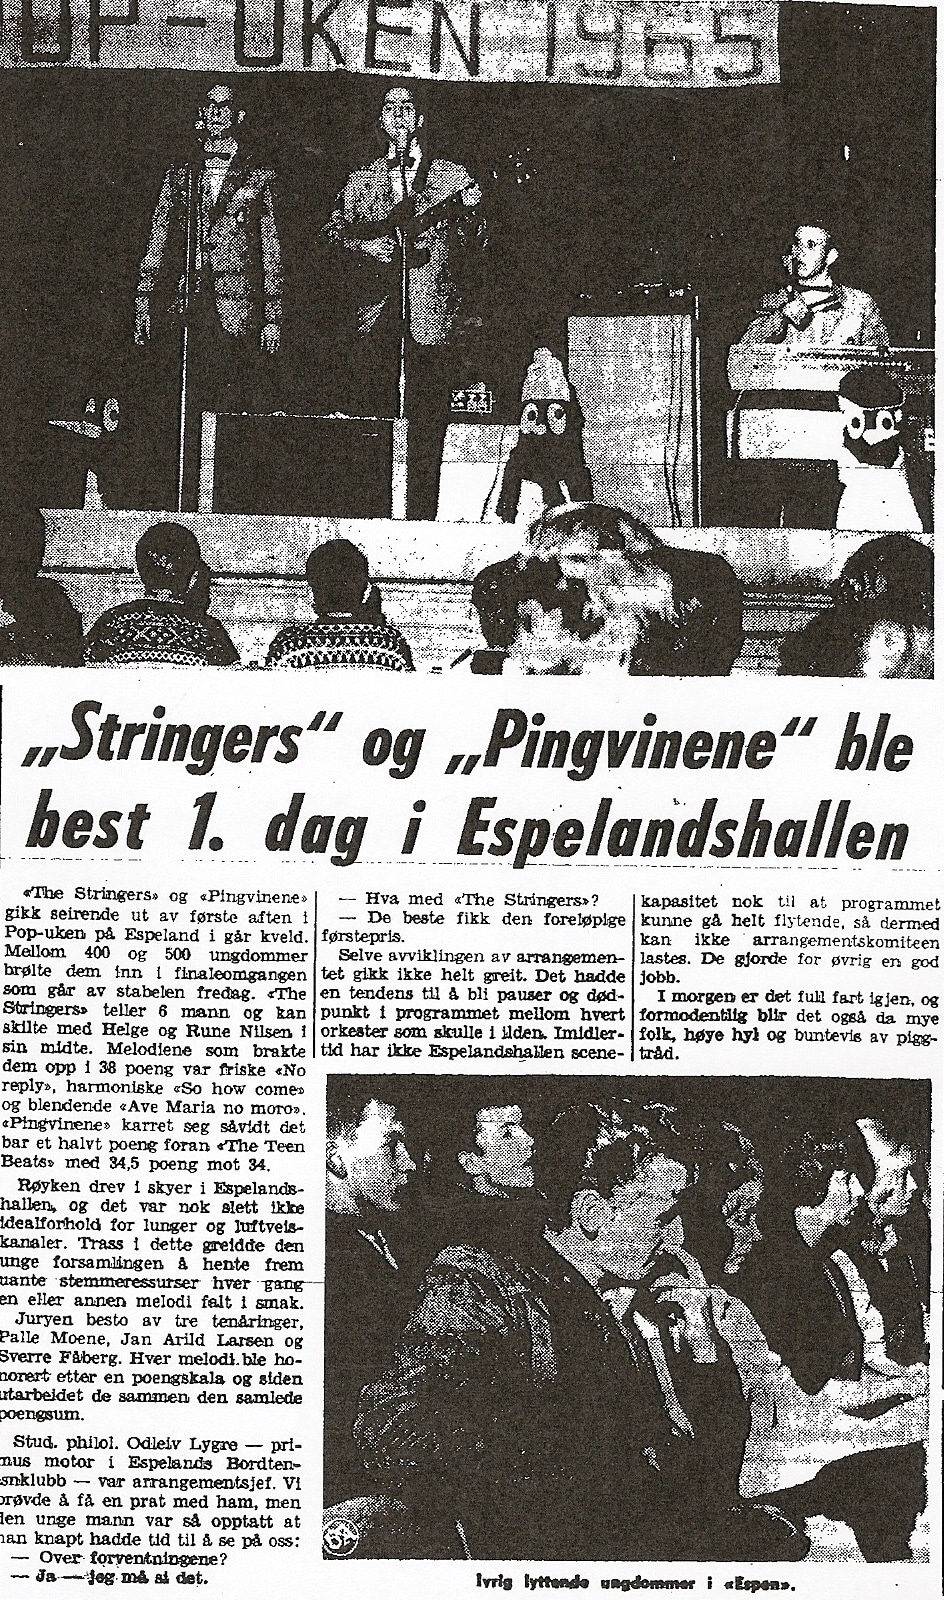 OP-UKEN 1965
„Stringers“ og „Pingvinene“ ble
best 1. dag i Espelandshallen
«The Stringers» og «Pingvinene»
gikk seirende ut av første aften i
Pop-uken på Espeland i går kveld.
Mellom 400 og 500 ungdommer
brølte dem inn i finaleomgangen
som går av stabelen fredag. «The
Stringers» teller 6 mann og kan
skilte med Helge og Rune Nilsen i
sin midte. Melodiene som brakte
dem opp i 38 poeng var friske «No
reply», harmoniske «So how come»
og blendende «Ave Maria no moro».
«Pingvinene» karret seg såvidt det
bar et halvt poeng foran «The Teen
Beats» med 34,5 poeng mot 34.
Røyken drev i skyer i Espelands-
hallen, og det var nok slett ikke
idealforhold for lunger og luftveis-
kanaler. Trass i dette greidde den
unge forsamlingen å hente frem
uante stemmeressurser hver gang
en eller annen melodi falt i smak.
Juryen besto av tre tenåringer,
Palle Moene, Jan Arild Larsen og
Sverre Fåberg. Hver melodi ble ho-
norert etter en poengskala og siden
utarbeidet de sammen den samlede
poengsum.
Stud. philol. Odleiv Lygre — pri-
mus motor i Espelands Bordten-
snklubb — var arrangementsjef. Vi
prøvde å få en prat med ham, men
den unge mann var så opptatt at
han knapt hadde tid til å se på oss:
— Over forventningene?
— Ja — jeg må si det.
— Hva med «The Stringers»?
— De beste fikk den foreløpige
førstepris.
Selve avviklingen av arrangemen-
tet gikk ikke helt greit. Det hadde
en tendens til å bli pauser og død-
punkt i programmet mellom hvert
orkester som skulle i ilden. Imidler-
tid har ikke Espelandshallen scene-
kapasitet nok til at programmet
kunne gå helt flytende, så dermed
kan ikke arrangementskomiteen
lastes. De gjorde for øvrig en god
jobb.
I morgen er det full fart igjen, og
formodentlig blir det også da mye
folk, høye hyl og buntevis av pigg-
tråd.
Ivrig lyttende ungdommer i «Espen».